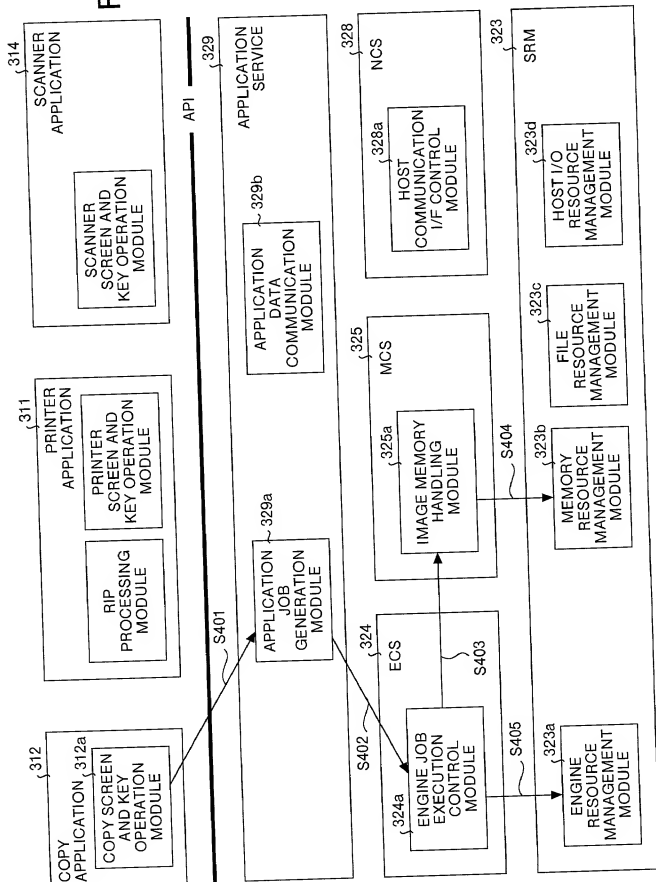 F
312
COPY
APPLICATION
312a
COPY SCREEN
AND KEY
OPERATION
MODULE
311
PRINTER
APPLICATION
RIP
PROCESSING
MODULE
PRINTER
SCREEN AND
KEY OPERATION
MODULE
314
SCANNER
APPLICATION
SCANNER
SCREEN AND
KEY OPERATION
MODULE
API
S401
329
APPLICATION
SERVICE
329a
APPLICATION
JOB
GENERATION
MODULE
329b
APPLICATION
DATA
COMMUNICATION
MODULE
S402
324
ECS
324a
ENGINE JOB
EXECUTION
CONTROL
MODULE
S403
325
MCS
325a
IMAGE MEMORY
HANDLING
MODULE
328
NCS
328a
HOST
COMMUNICATION
I/F CONTROL
MODULE
S405
S404
323
SRM
323a
ENGINE
RESOURCE
MANAGEMENT
MODULE
323b
MEMORY
RESOURCE
MANAGEMENT
MODULE
323c
FILE
RESOURCE
MANAGEMENT
MODULE
323d
HOST I/O
RESOURCE
MANAGEMENT
MODULE